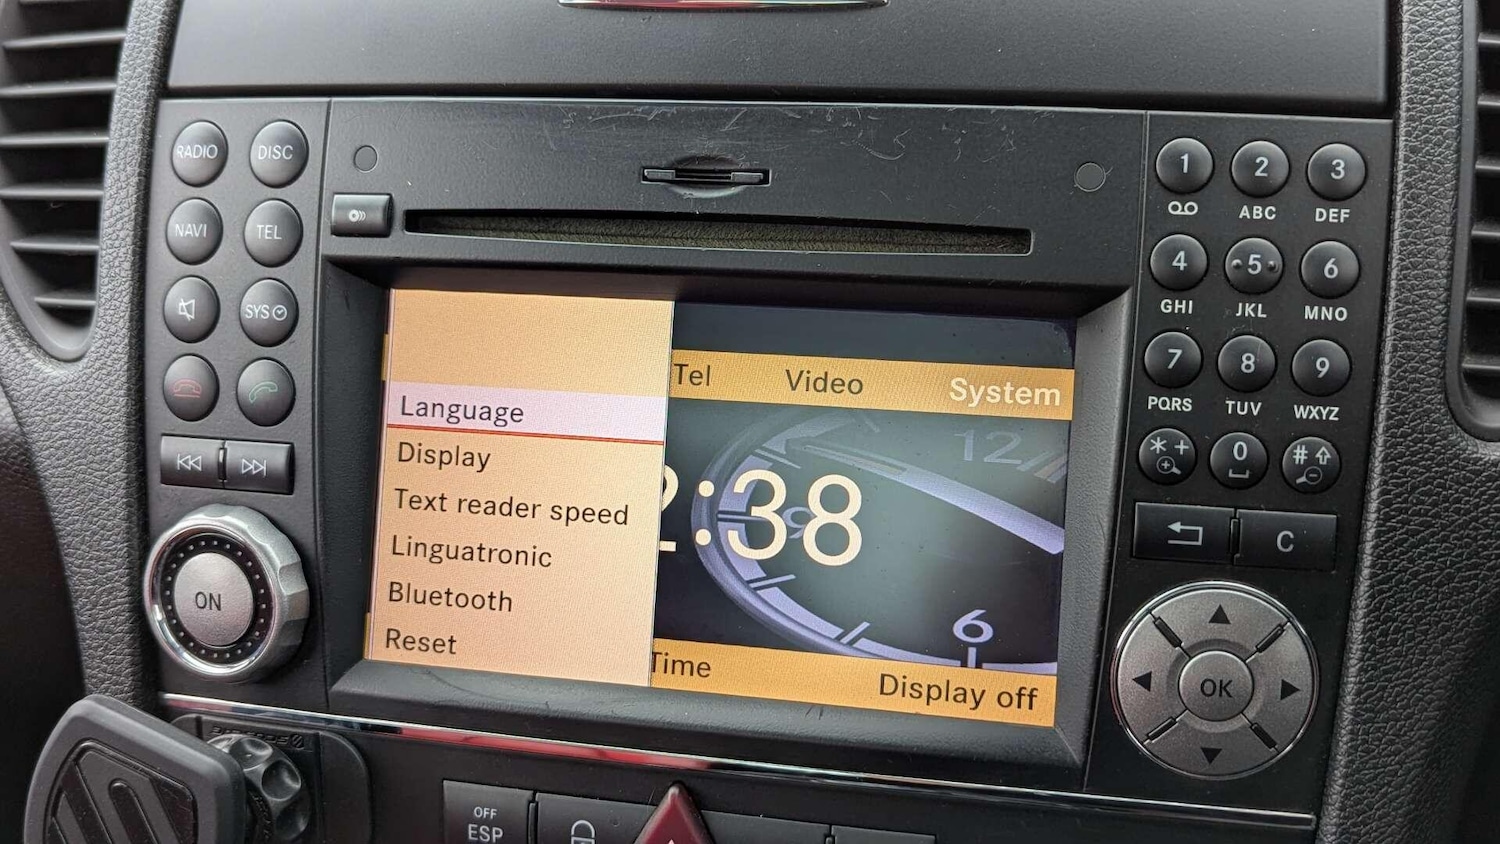 RADIO DISC
NAVI TEL
SYS
ON
1 2 3
ABC DEF
4 5 6
GHI JKL MNO
7 8 9
PQRS TUV WXYZ
* + 0 #
C
OK
Language
Display
Text reader speed
Linguatronic
Bluetooth
Reset
Tel Video System
:38
12
9
6
Time Display off
OFF
ESP